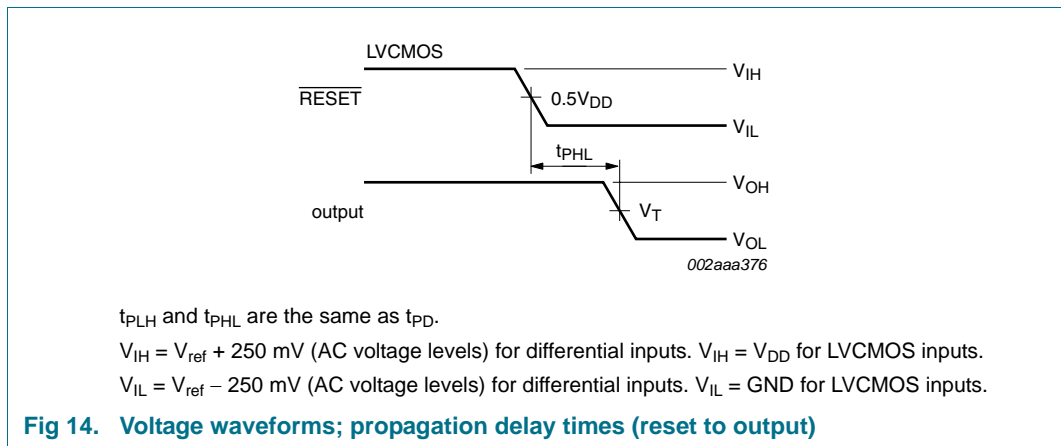 LVCMOS
VIH
RESET
0.5VDD
VIL
tPHL
VOH
output
VT
VOL
002aaa376
tPLH and tPHL are the same as tPD.
VIH = Vref + 250 mV (AC voltage levels) for differential inputs. VIH = VDD for LVCMOS inputs.
VIL = Vref − 250 mV (AC voltage levels) for differential inputs. VIL = GND for LVCMOS inputs.
Fig 14. Voltage waveforms; propagation delay times (reset to output)